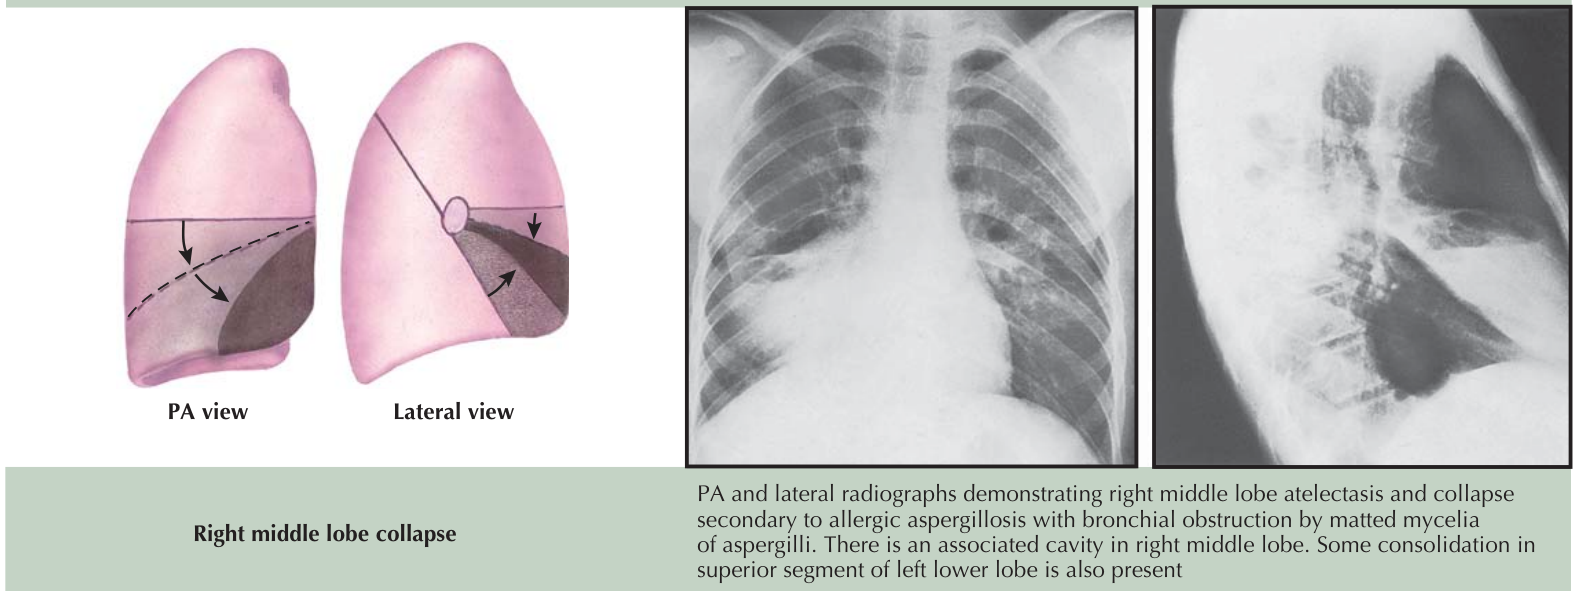 PA view
Lateral view
Right middle lobe collapse
PA and lateral radiographs demonstrating right middle lobe atelectasis and collapse
secondary to allergic aspergillosis with bronchial obstruction by matted mycelia
of aspergilli. There is an associated cavity in right middle lobe. Some consolidation in
superior segment of left lower lobe is also present